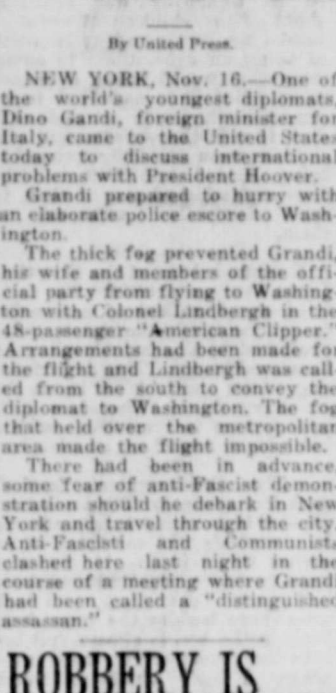 By United Press.
NEW YORK, Nov. 16.—One of
the world's youngest diplomats
Dino Gandi, foreign minister for
Italy, came to the United State
today to discuss international
problems with President Hoover.
Grandi prepared to hurry with
an elaborate police escore to Wash-
ington.
The thick fog prevented Grandi,
his wife and members of the offi-
cial party from flying to Washing-
ton with Colonel Lindbergh in the
48-passenger "American Clipper."
Arrangements had been made for
the flight and Lindbergh was call-
ed from the south to convey the
diplomat to Washington. The fog
that held over the metropolitan
area made the flight impossible.
There had been in advance
some fear of anti-Fascist demon-
stration should he debark in New
York and travel through the city.
Anti-Fascisti and Communists
clashed here last night in the
course of a meeting where Grandi
had been called a "distinguished
assassan."
ROBBERY IS